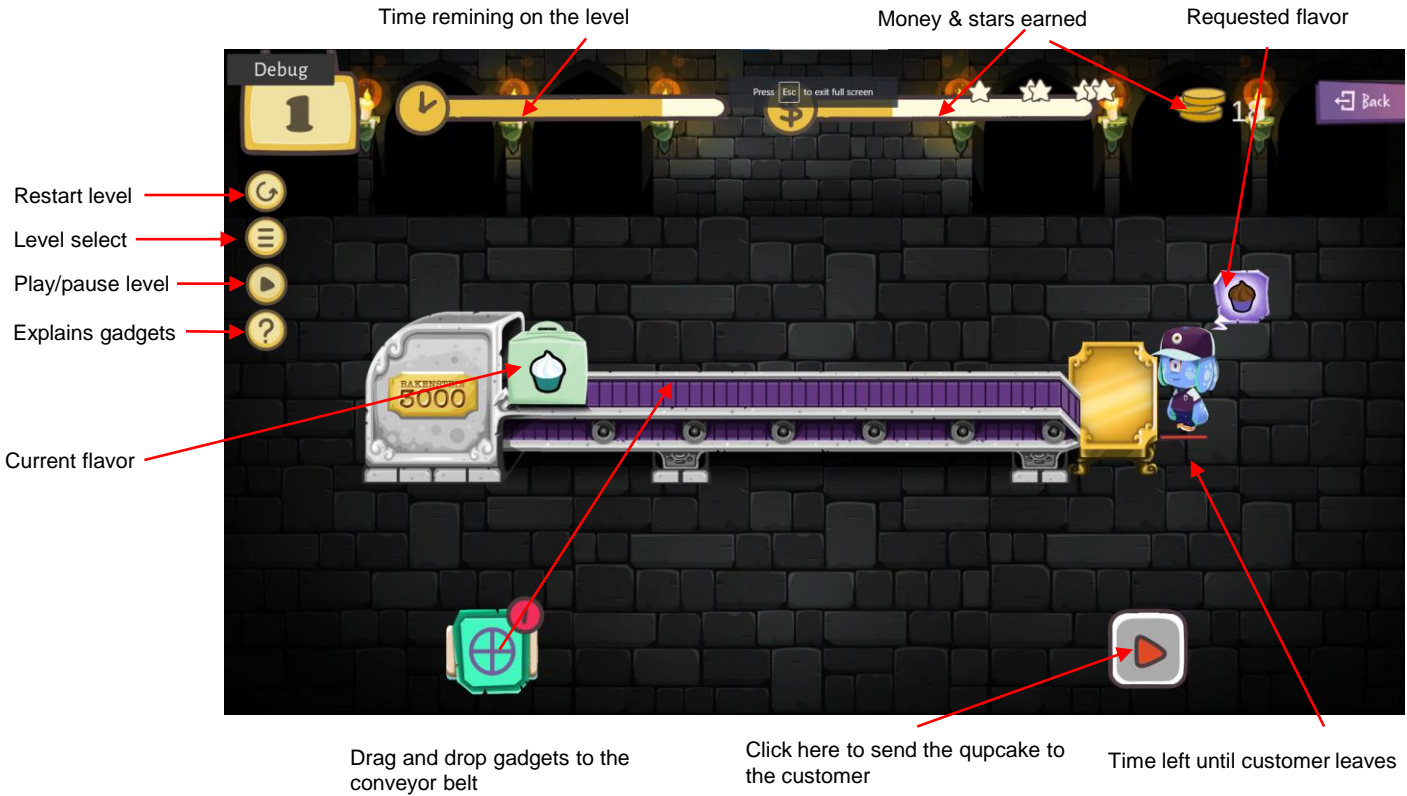 Time remining on the level
Money & stars earned
Requested flavor
Debug
1
Press Esc to exit full screen
18
Back
Restart level
Level select
Play/pause level
Explains gadgets
?
$
BAKENSTEIN
3000
Current flavor
1
Drag and drop gadgets to the
conveyor belt
Click here to send the qupcake to
the customer
Time left until customer leaves